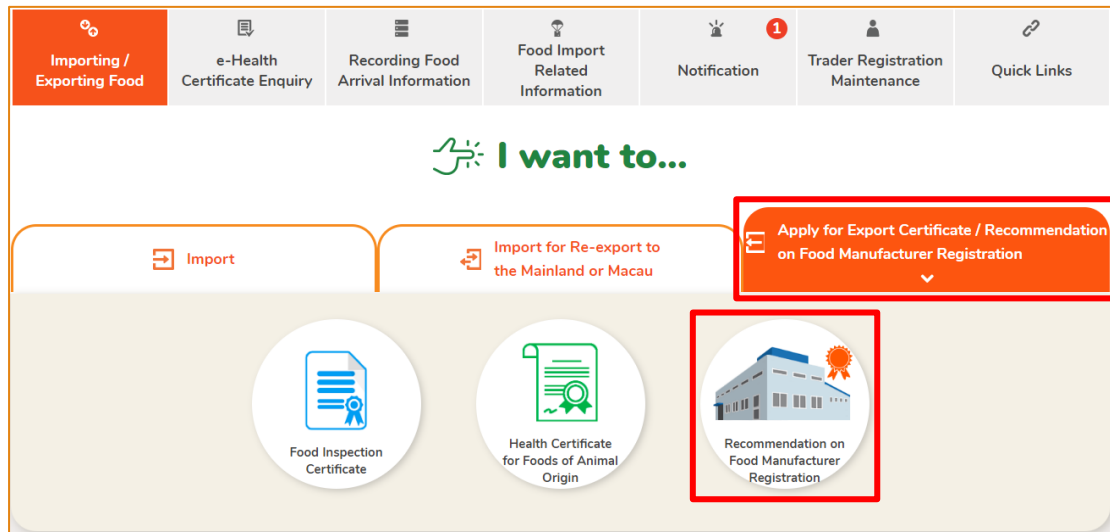 Importing /
Exporting Food
e-Health
Certificate Enquiry
Recording Food
Arrival Information
Food Import
Related
Information
1
Notification
Trader Registration
Maintenance
Quick Links
I want to...
Import
Import for Re-export to
the Mainland or Macau
Apply for Export Certificate / Recommendation
on Food Manufacturer Registration
Food Inspection
Certificate
Health Certificate
for Foods of Animal
Origin
Recommendation on
Food Manufacturer
Registration